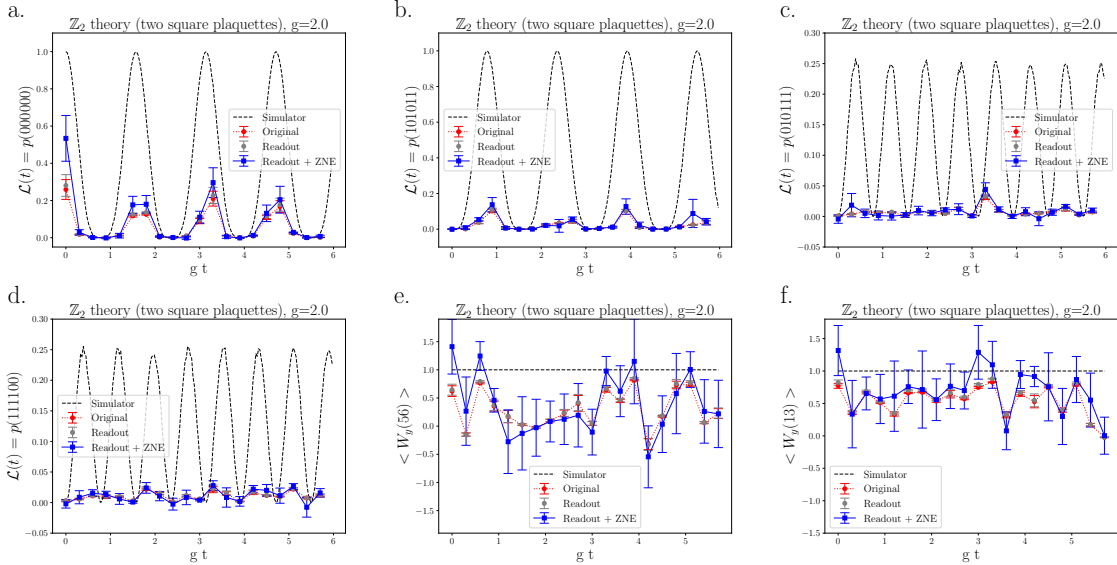 a.
ℤ₂ theory (two square plaquettes), g=2.0
ℒ(t) = p(000000)
1.0
0.8
0.6
0.4
0.2
0.0
Simulator
Original
Readout
Readout + ZNE
0 1 2 3 4 5 6
g t
b.
ℤ₂ theory (two square plaquettes), g=2.0
ℒ(t) = p(101011)
1.0
0.8
0.6
0.4
0.2
0.0
Simulator
Original
Readout
Readout + ZNE
0 1 2 3 4 5 6
g t
c.
ℤ₂ theory (two square plaquettes), g=2.0
ℒ(t) = p(010111)
0.30
0.25
0.20
0.15
0.10
0.05
0.00
−0.05
Simulator
Original
Readout
Readout + ZNE
0 1 2 3 4 5 6
g t
d.
ℤ₂ theory (two square plaquettes), g=2.0
ℒ(t) = p(111100)
0.30
0.25
0.20
0.15
0.10
0.05
0.00
−0.05
Simulator
Original
Readout
Readout + ZNE
0 1 2 3 4 5 6
g t
e.
ℤ₂ theory (two square plaquettes), g=2.0
< W_y(56) >
1.5
1.0
0.5
0.0
−0.5
−1.0
−1.5
Simulator
Original
Readout
Readout + ZNE
0 1 2 3 4 5
g t
f.
ℤ₂ theory (two square plaquettes), g=2.0
< W_y(13) >
1.5
1.0
0.5
0.0
−0.5
−1.0
−1.5
Simulator
Original
Readout
Readout + ZNE
0 1 2 3 4 5
g t